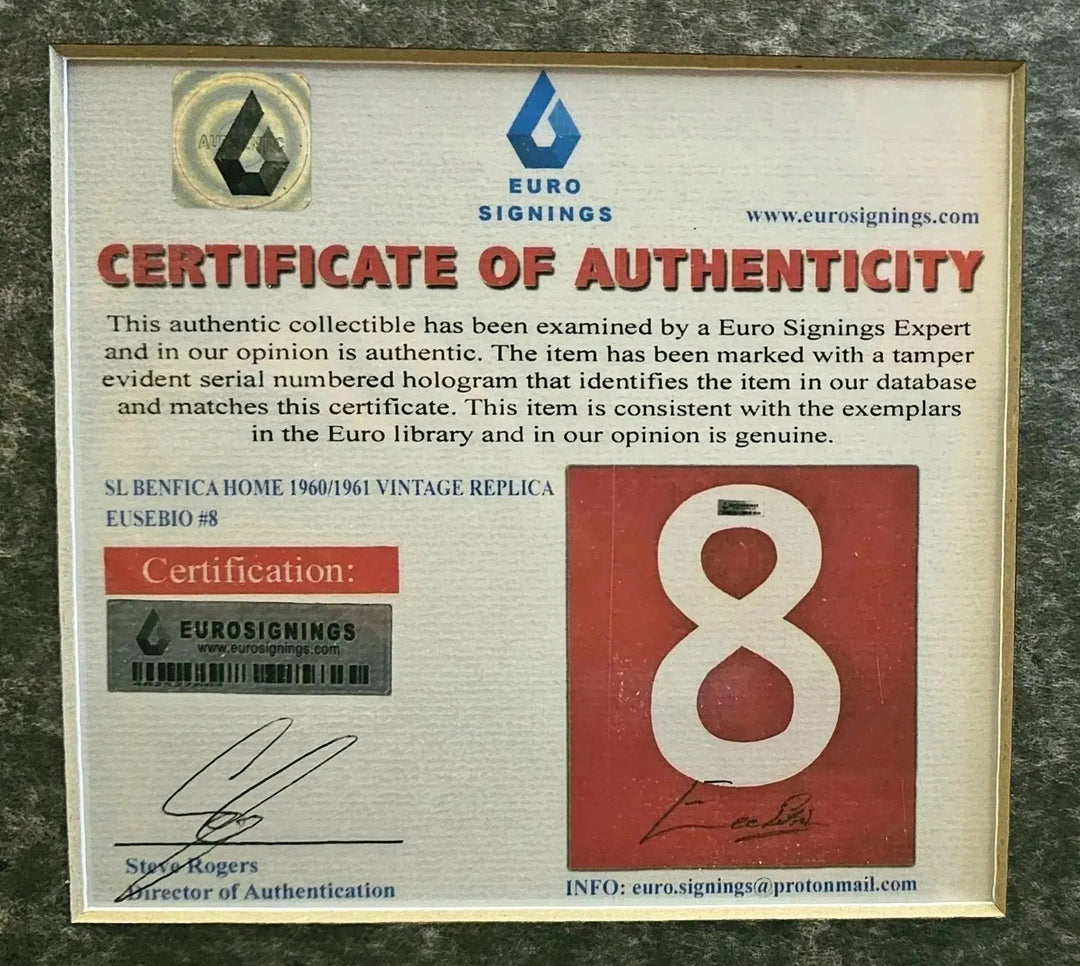 AUTHENTIC
EURO
SIGNINGS
www.eurosignings.com
CERTIFICATE OF AUTHENTICITY
This authentic collectible has been examined by a Euro Signings Expert
and in our opinion is authentic. The item has been marked with a tamper
evident serial numbered hologram that identifies the item in our database
and matches this certificate. This item is consistent with the exemplars
in the Euro library and in our opinion is genuine.
SL BENFICA HOME 1960/1961 VINTAGE REPLICA
EUSEBIO #8
Certification:
EUROSIGNINGS
www.eurosignings.com
8
Steve Rogers
Director of Authentication
INFO: euro.signings@protonmail.com